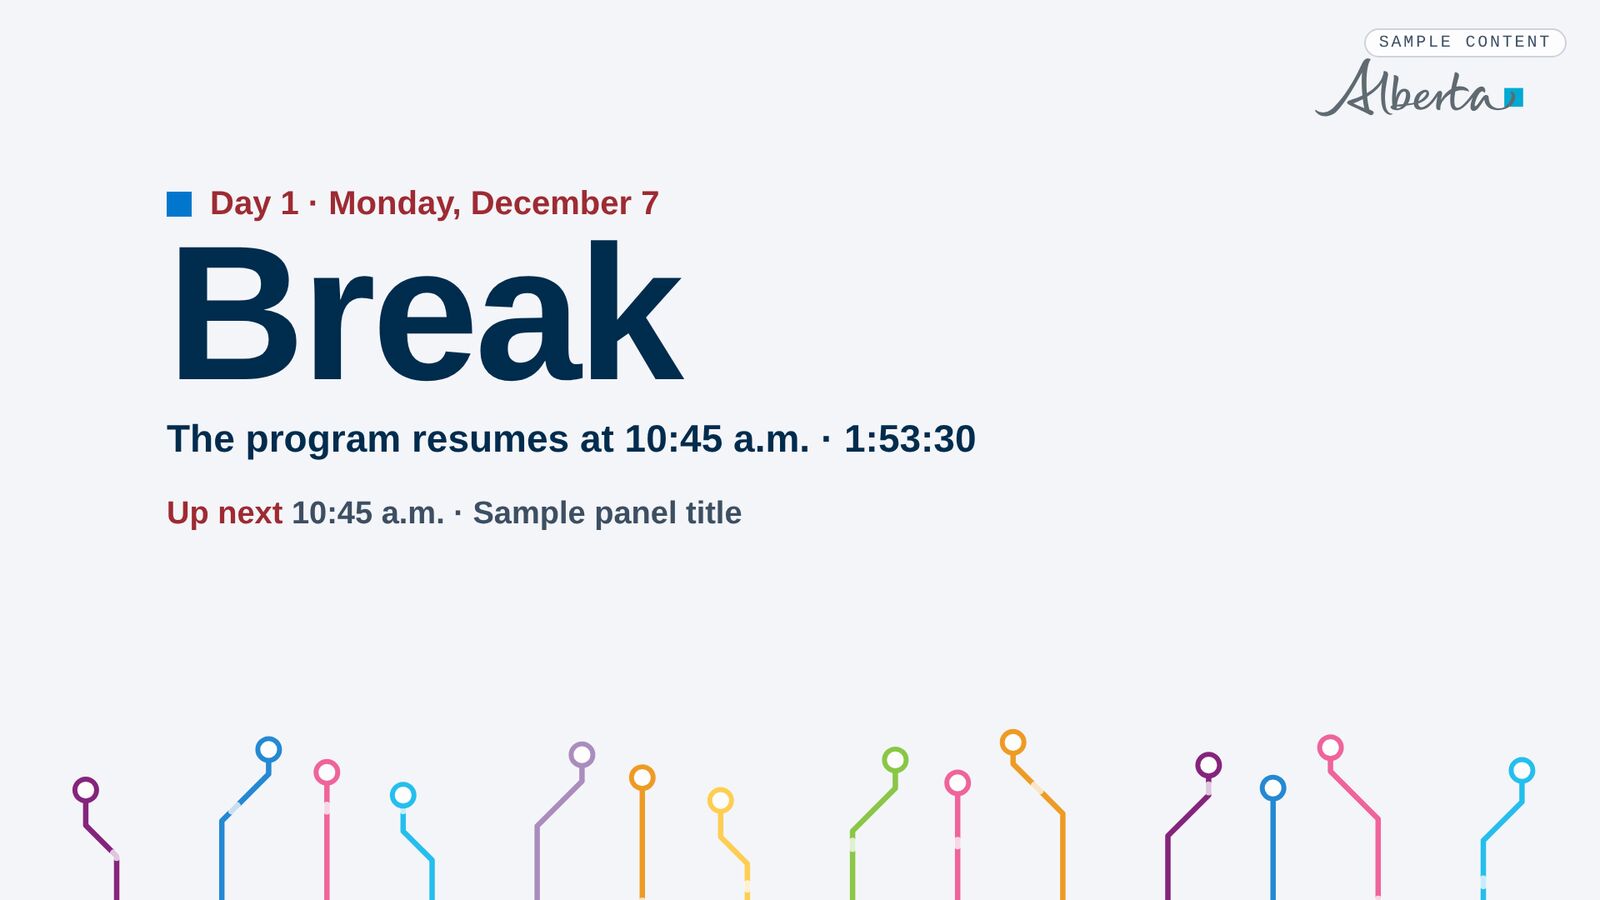 SAMPLE CONTENT
Alberta
Day 1 · Monday, December 7
Break
The program resumes at 10:45 a.m. · 1:53:30
Up next 10:45 a.m. · Sample panel title